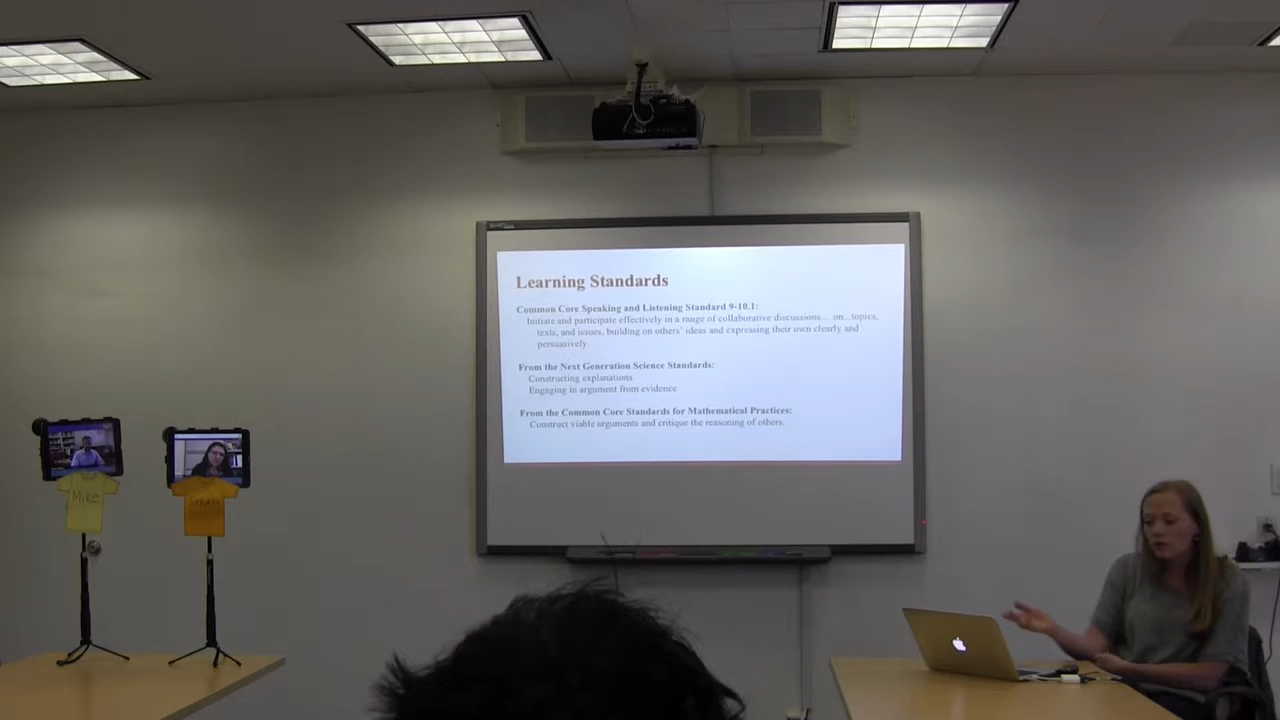 Learning Standards
Common Core Speaking and Listening Standard 9-10.1:
Initiate and participate effectively in a range of collaborative discussions... on...topics,
texts, and issues, building on others' ideas and expressing their own clearly and
persuasively.
From the Next Generation Science Standards:
Constructing explanations
Engaging in argument from evidence
From the Common Core Standards for Mathematical Practices:
Construct viable arguments and critique the reasoning of others.
MIKE